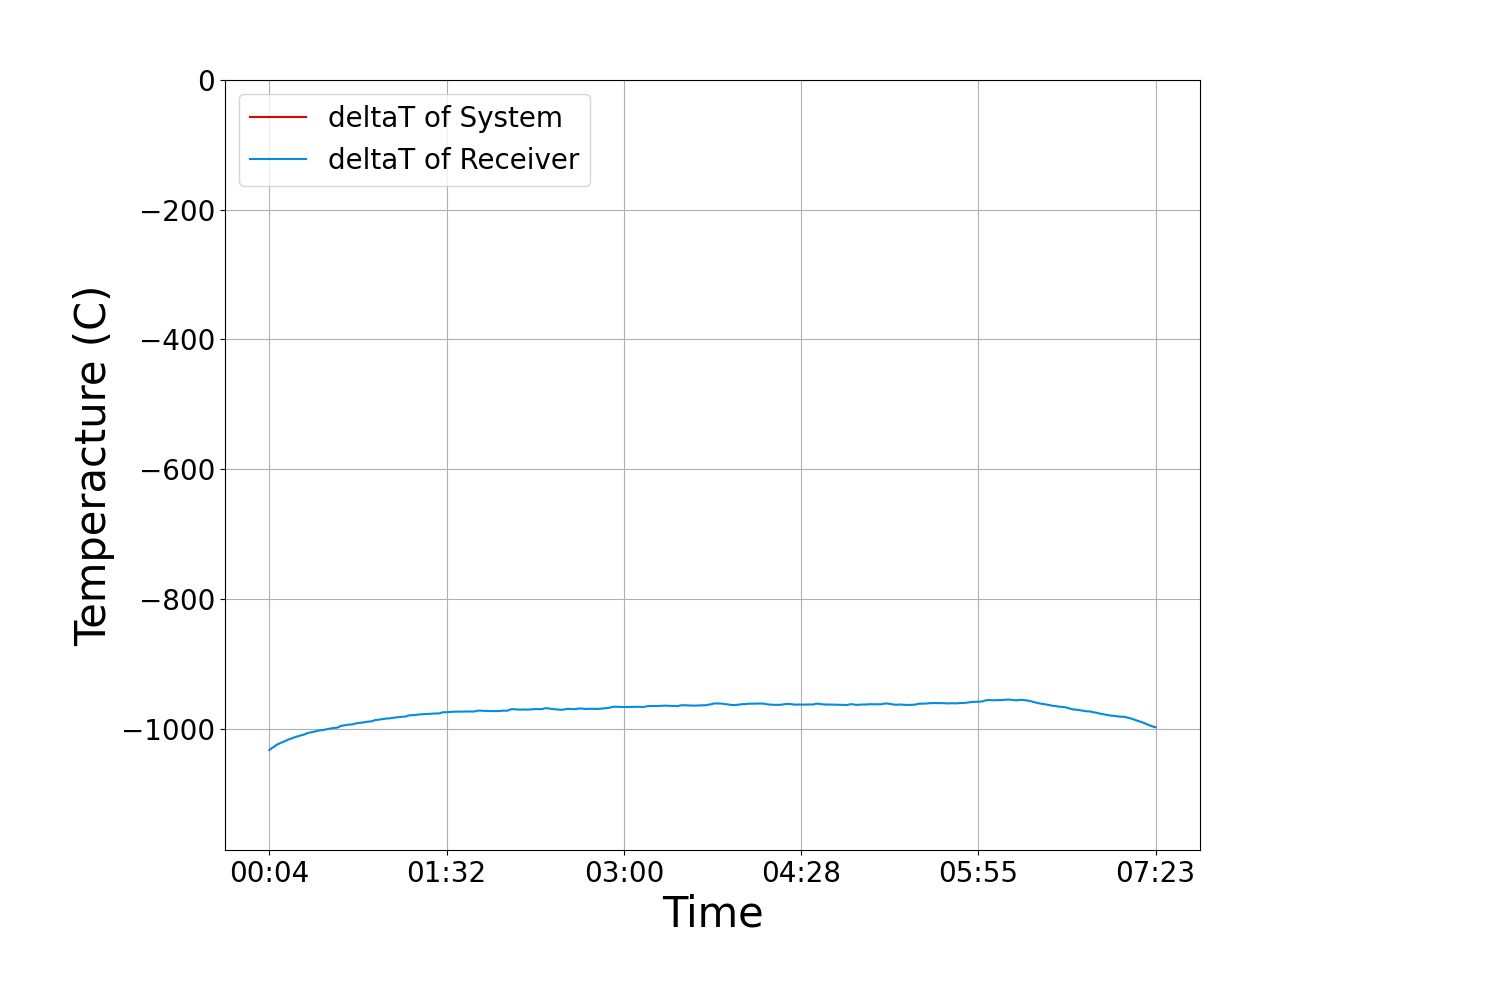 0
−200
−400
−600
−800
−1000
Temperacture (C)
deltaT of System
deltaT of Receiver
00:04 01:32 03:00 04:28 05:55 07:23
Time